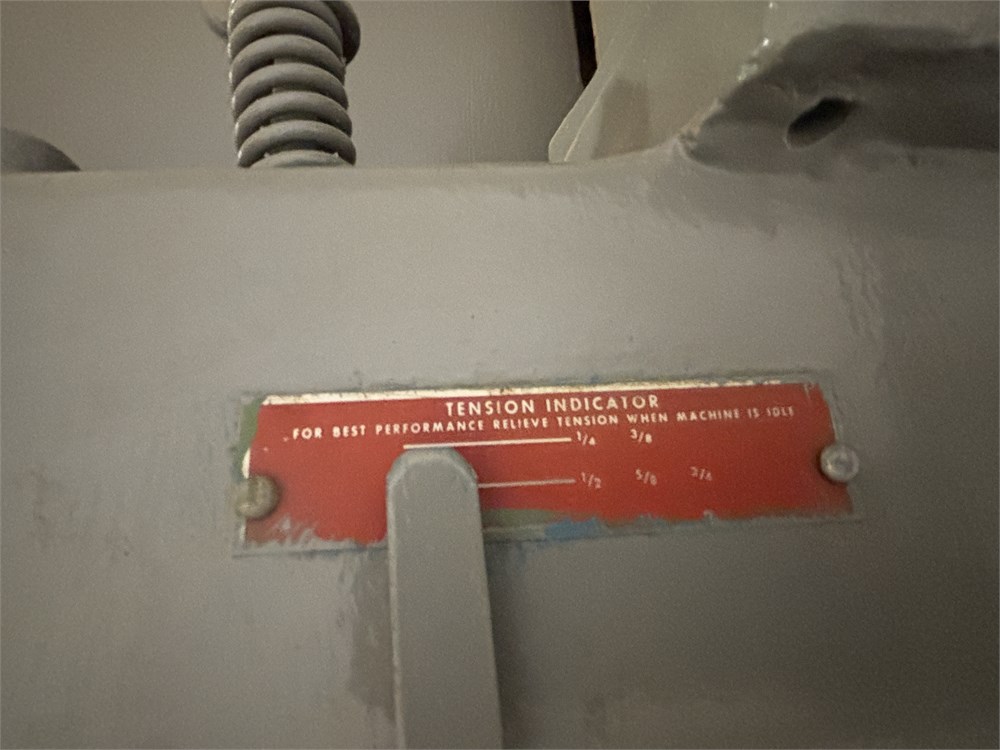 TENSION INDICATOR
FOR BEST PERFORMANCE RELIEVE TENSION WHEN MACHINE IS IDLE
1/4 3/8
1/2 5/8 3/4